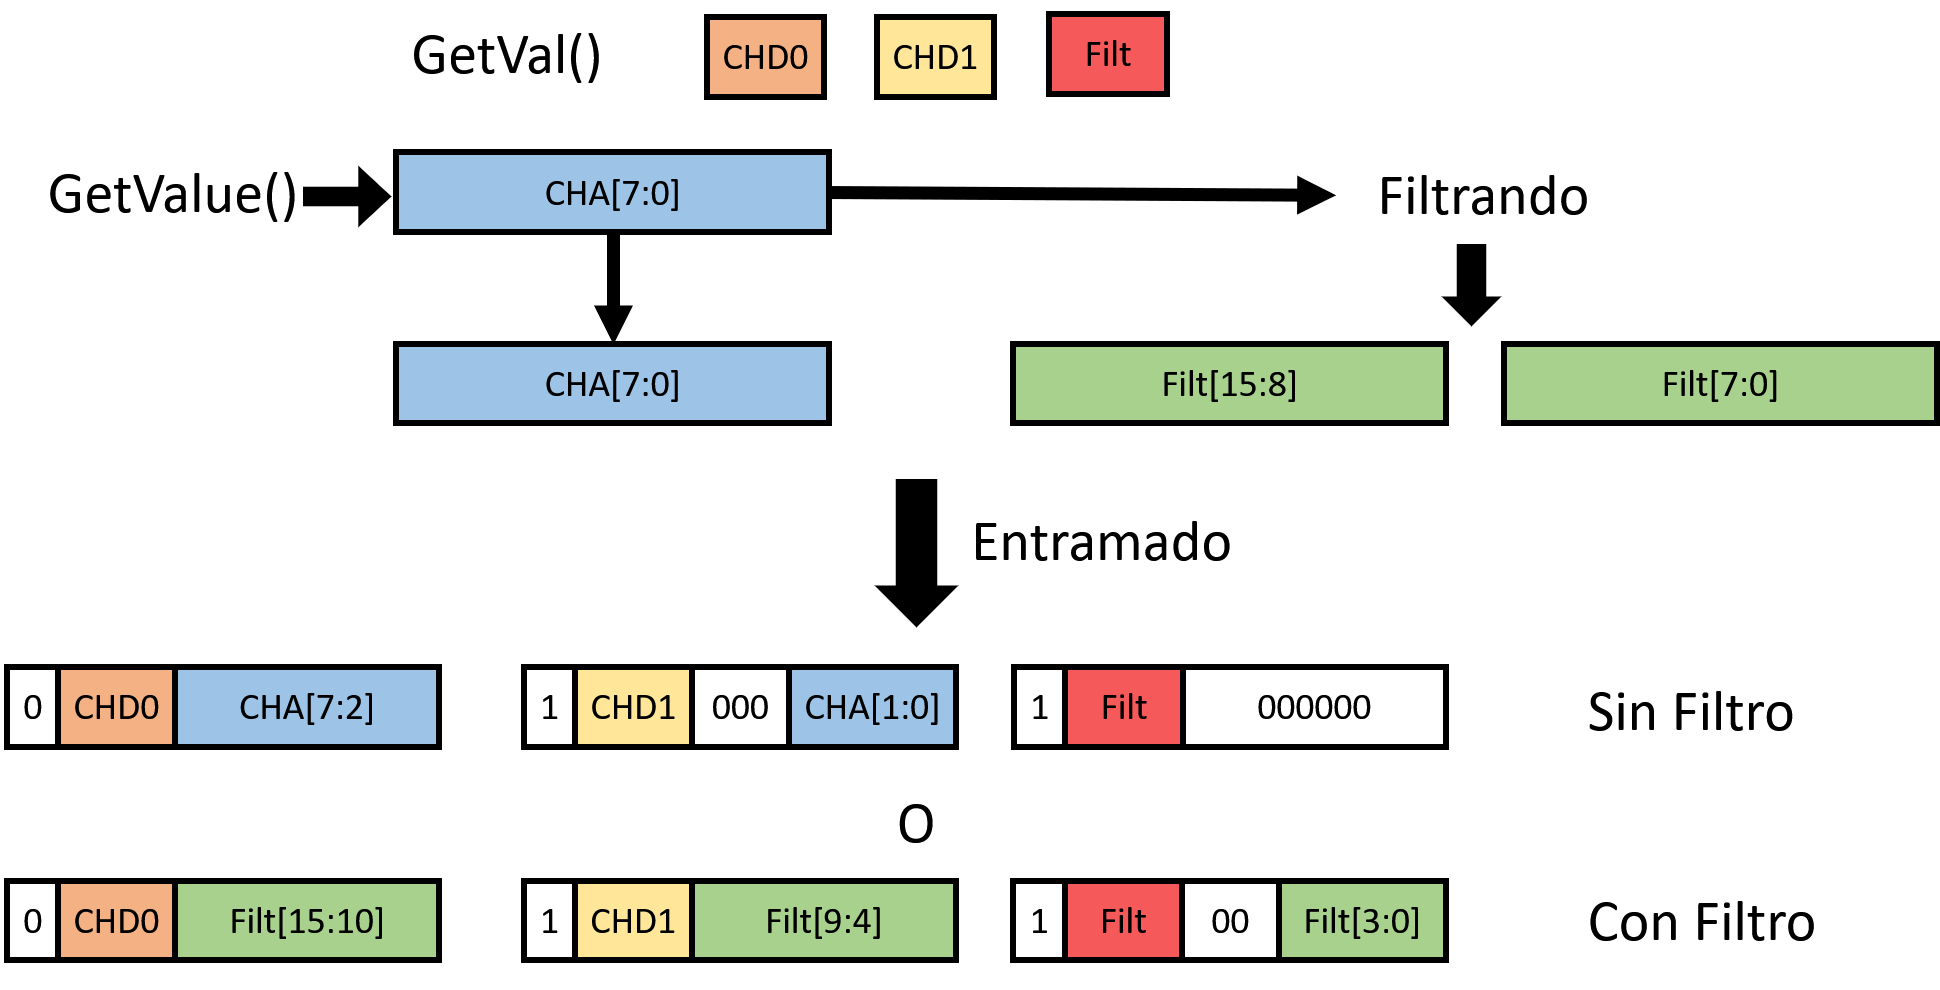 GetVal() CHD0 CHD1 Filt
GetValue() CHA[7:0] Filtrando
CHA[7:0] Filt[15:8] Filt[7:0]
Entramado
0 CHD0 CHA[7:2] 1 CHD1 000 CHA[1:0] 1 Filt 000000 Sin Filtro
O
0 CHD0 Filt[15:10] 1 CHD1 Filt[9:4] 1 Filt 00 Filt[3:0] Con Filtro